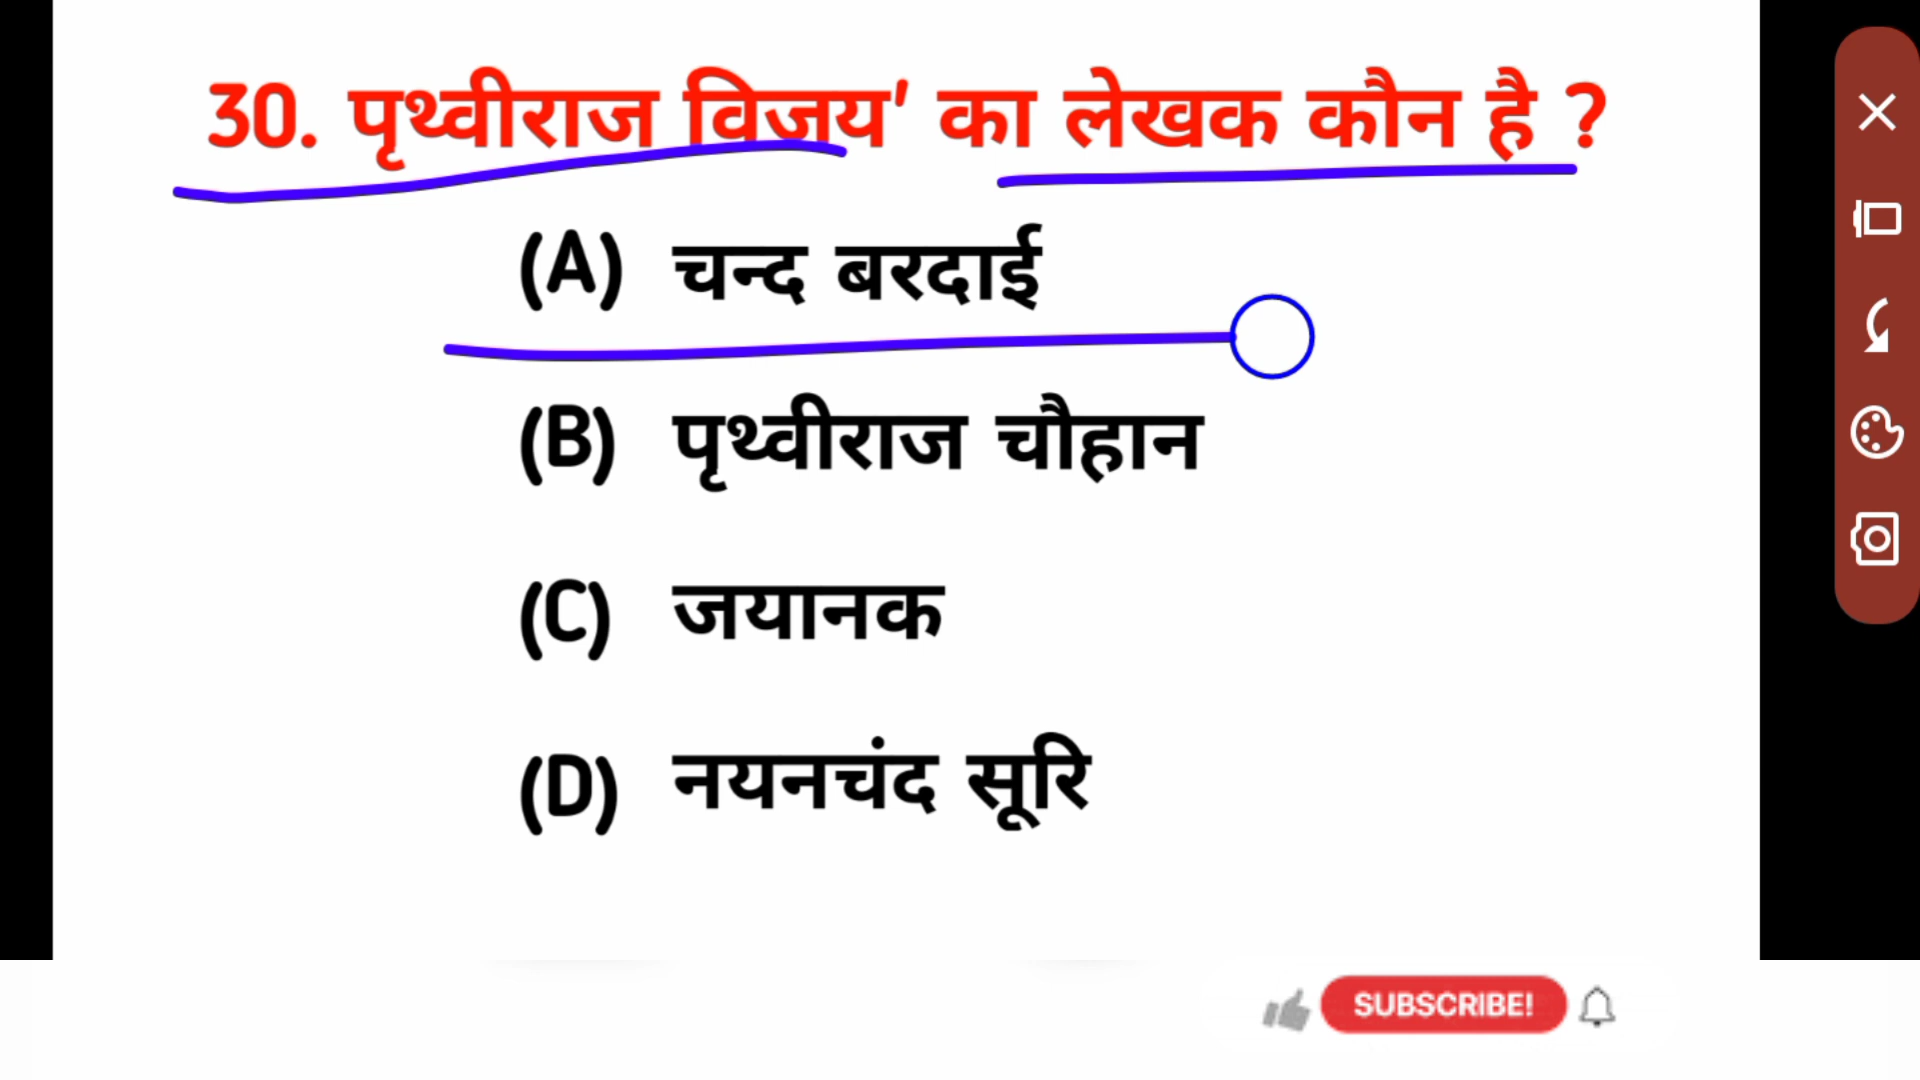 30. पृथ्वीराज विजय' का लेखक कौन है ?
(A) चन्द बरदाई
(B) पृथ्वीराज चौहान
(C) जयानक
(D) नयनचंद सूरि
SUBSCRIBE!